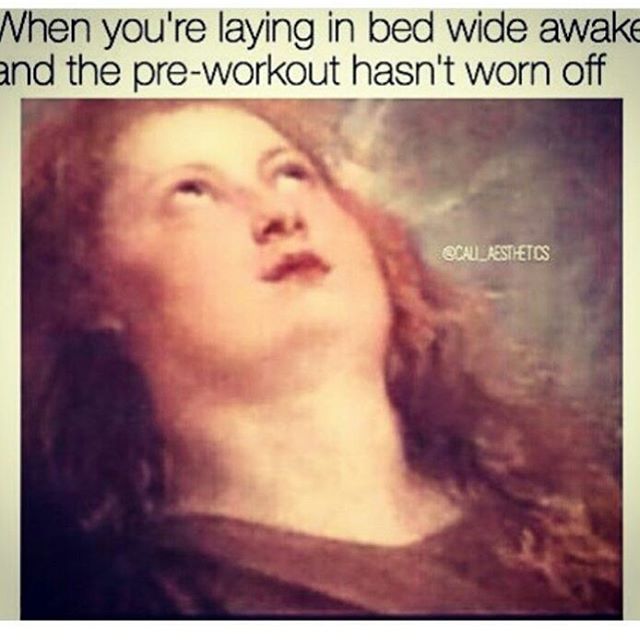 When you're laying in bed wide awake
and the pre-workout hasn't worn off
@CALI_AESTHETICS